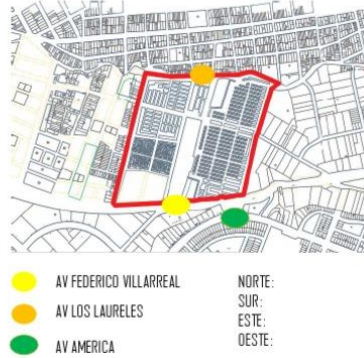 AV FEDERICO VILLARREAL
AV LOS LAURELES
AV AMERICA
NORTE:
SUR:
ESTE:
OESTE: